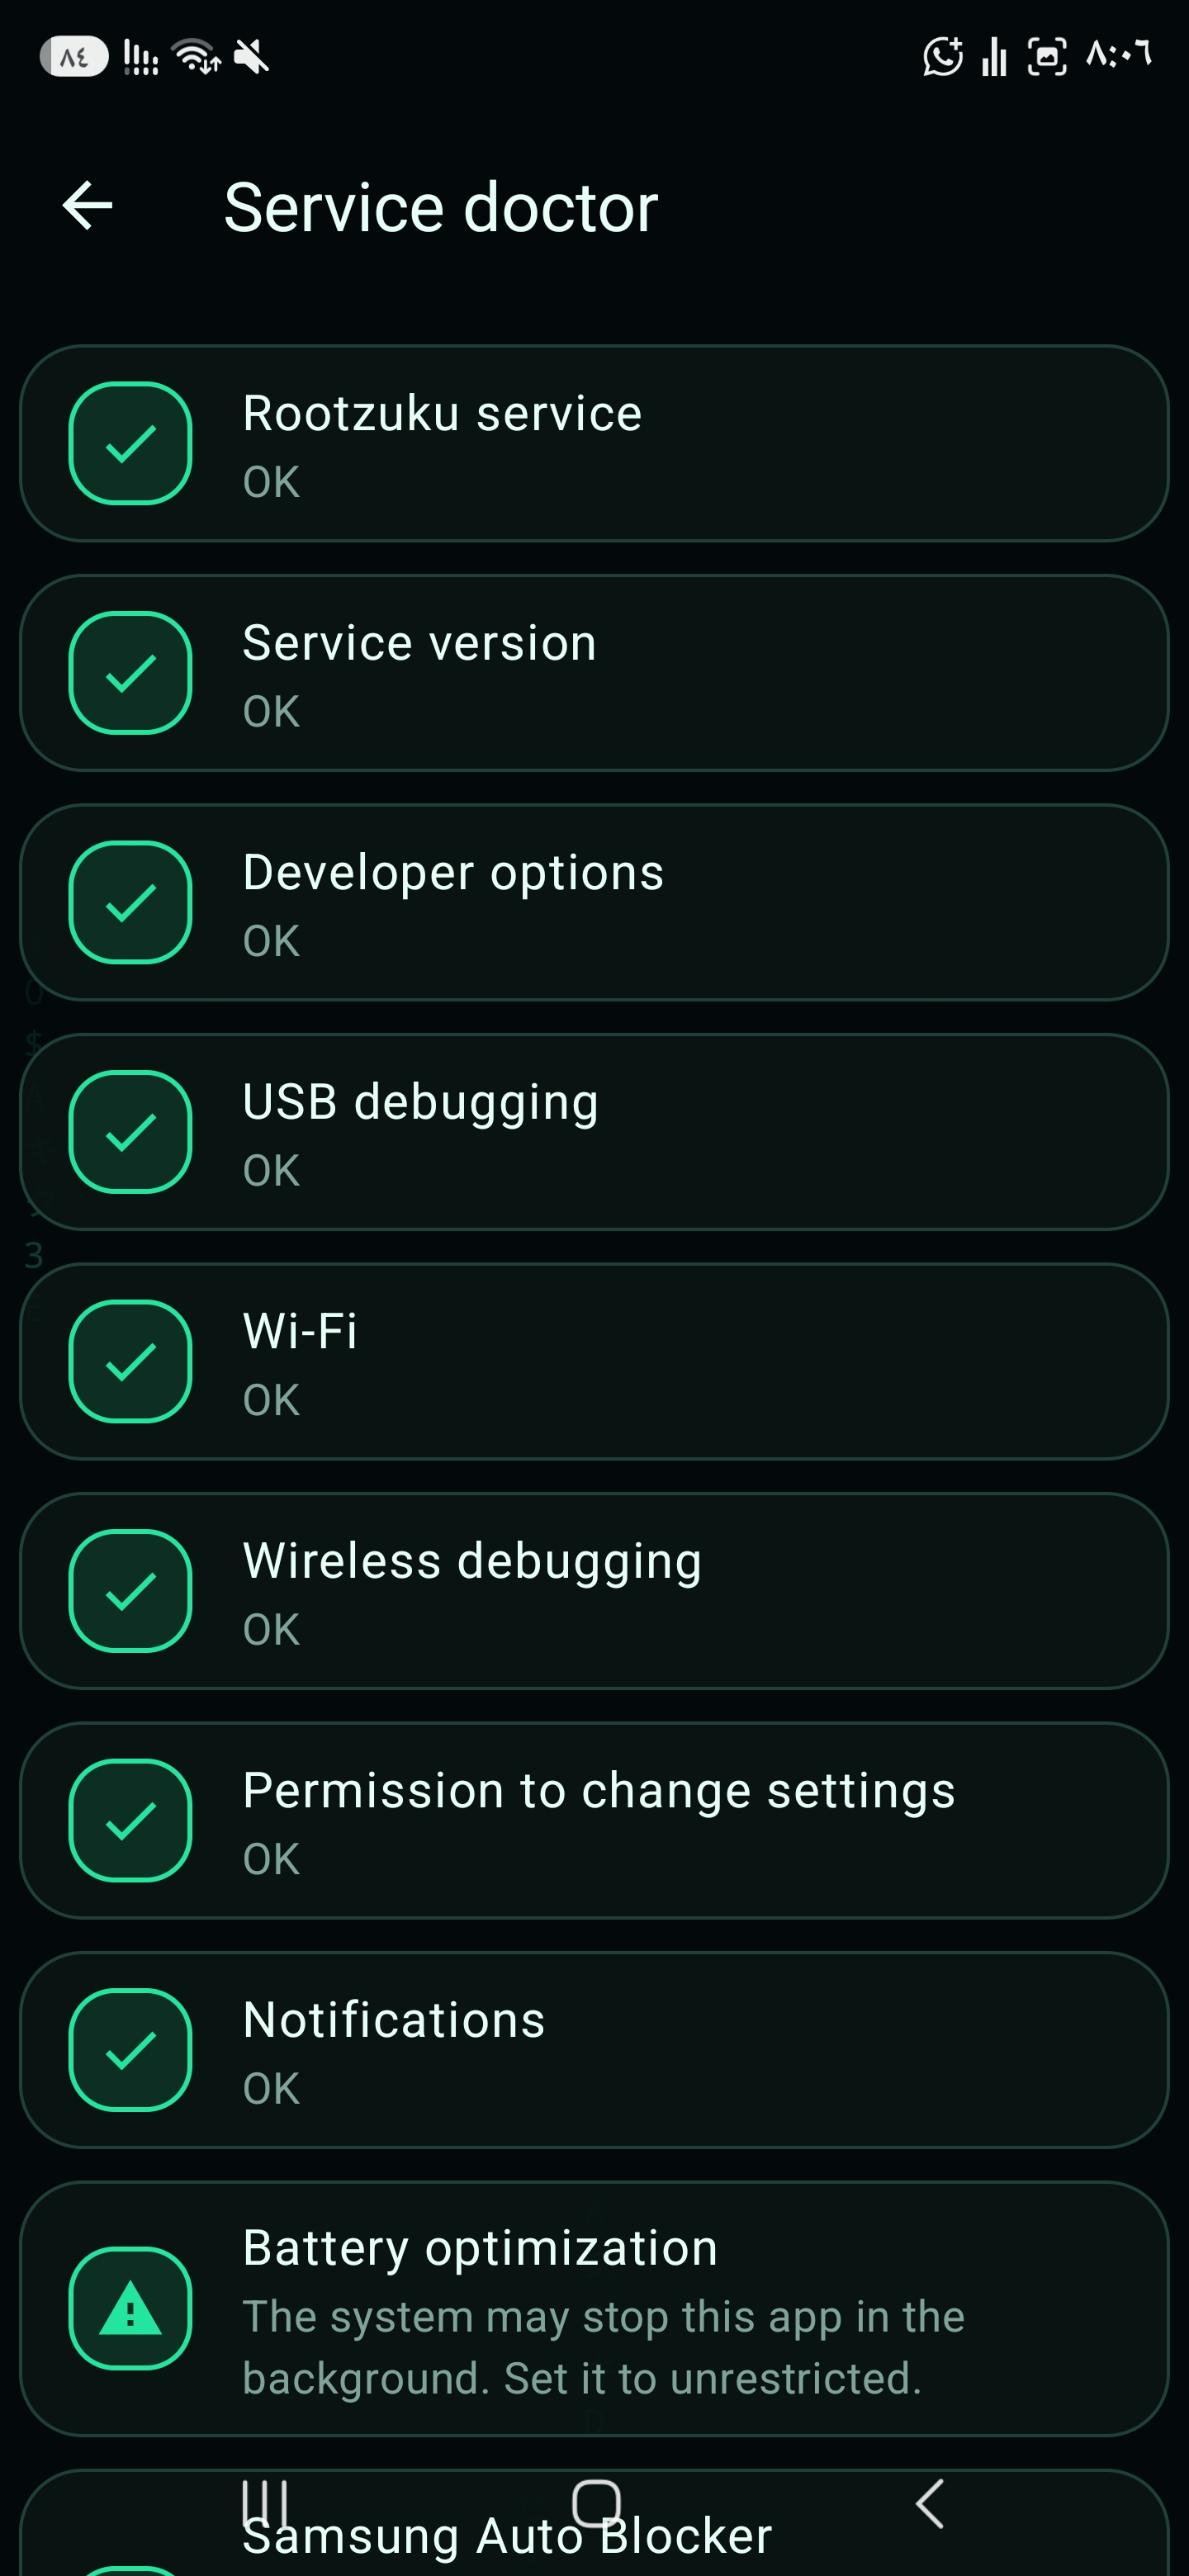 ٨٤
٨:٠٦
Service doctor
Rootzuku service
OK
Service version
OK
Developer options
OK
USB debugging
OK
Wi-Fi
OK
Wireless debugging
OK
Permission to change settings
OK
Notifications
OK
Battery optimization
The system may stop this app in the
background. Set it to unrestricted.
Samsung Auto Blocker
0
$
3